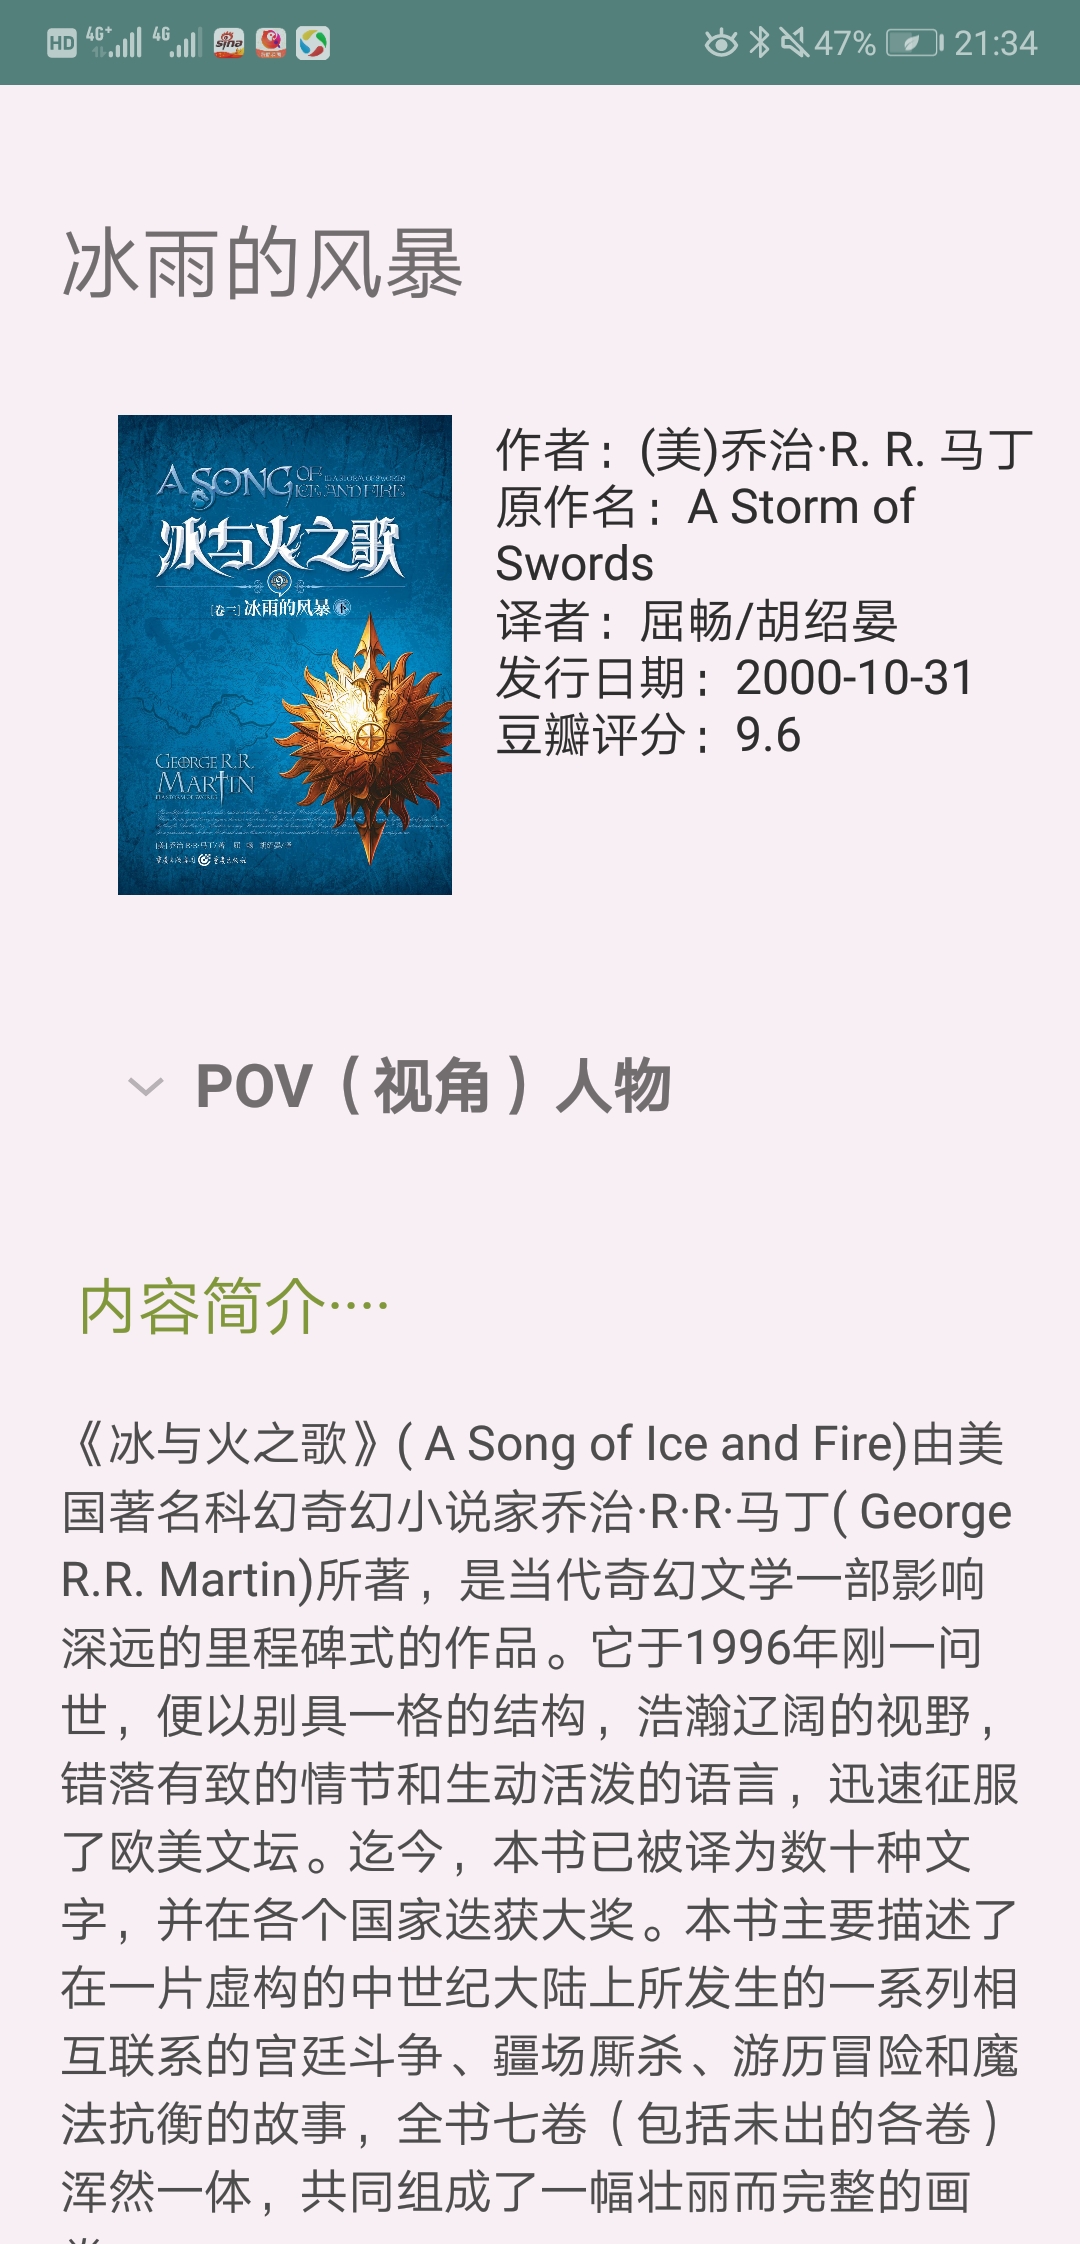 HD 4G+ 4G sina 47% 21:34
冰雨的风暴
A SONG OF ICE AND FIRE
A STORM OF SWORDS
冰与火之歌
[卷三] 冰雨的风暴 下
GEORGE R.R.
MARTIN
作者：(美)乔治·R. R. 马丁
原作名：A Storm of
Swords
译者：屈畅/胡绍晏
发行日期：2000-10-31
豆瓣评分：9.6
POV（视角）人物
内容简介····
《冰与火之歌》( A Song of Ice and Fire)由美
国著名科幻奇幻小说家乔治·R·R·马丁( George
R.R. Martin)所著，是当代奇幻文学一部影响
深远的里程碑式的作品。它于1996年刚一问
世，便以别具一格的结构，浩瀚辽阔的视野，
错落有致的情节和生动活泼的语言，迅速征服
了欧美文坛。迄今，本书已被译为数十种文
字，并在各个国家迭获大奖。本书主要描述了
在一片虚构的中世纪大陆上所发生的一系列相
互联系的宫廷斗争、疆场厮杀、游历冒险和魔
法抗衡的故事，全书七卷（包括未出的各卷）
浑然一体，共同组成了一幅壮丽而完整的画